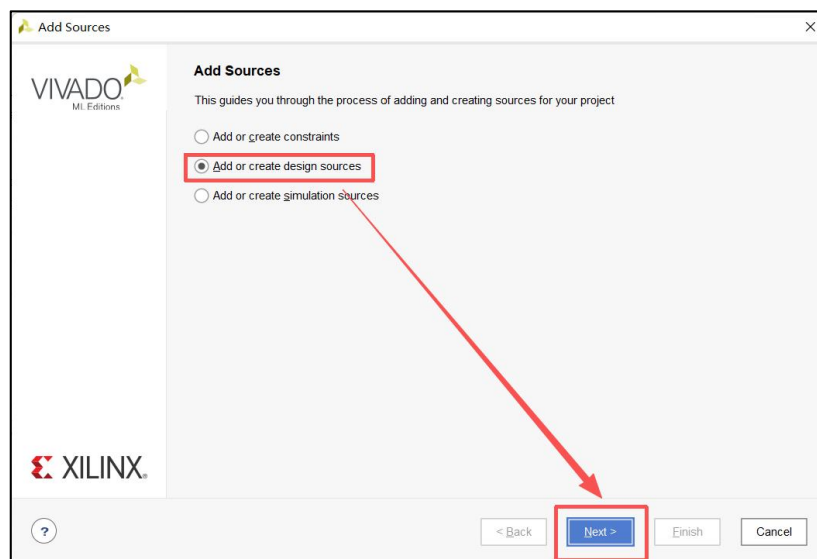 Add Sources
VIVADO
ML Editions
Add Sources
This guides you through the process of adding and creating sources for your project
Add or create constraints
Add or create design sources
Add or create simulation sources
XILINX
?
< Back
Next >
Finish
Cancel